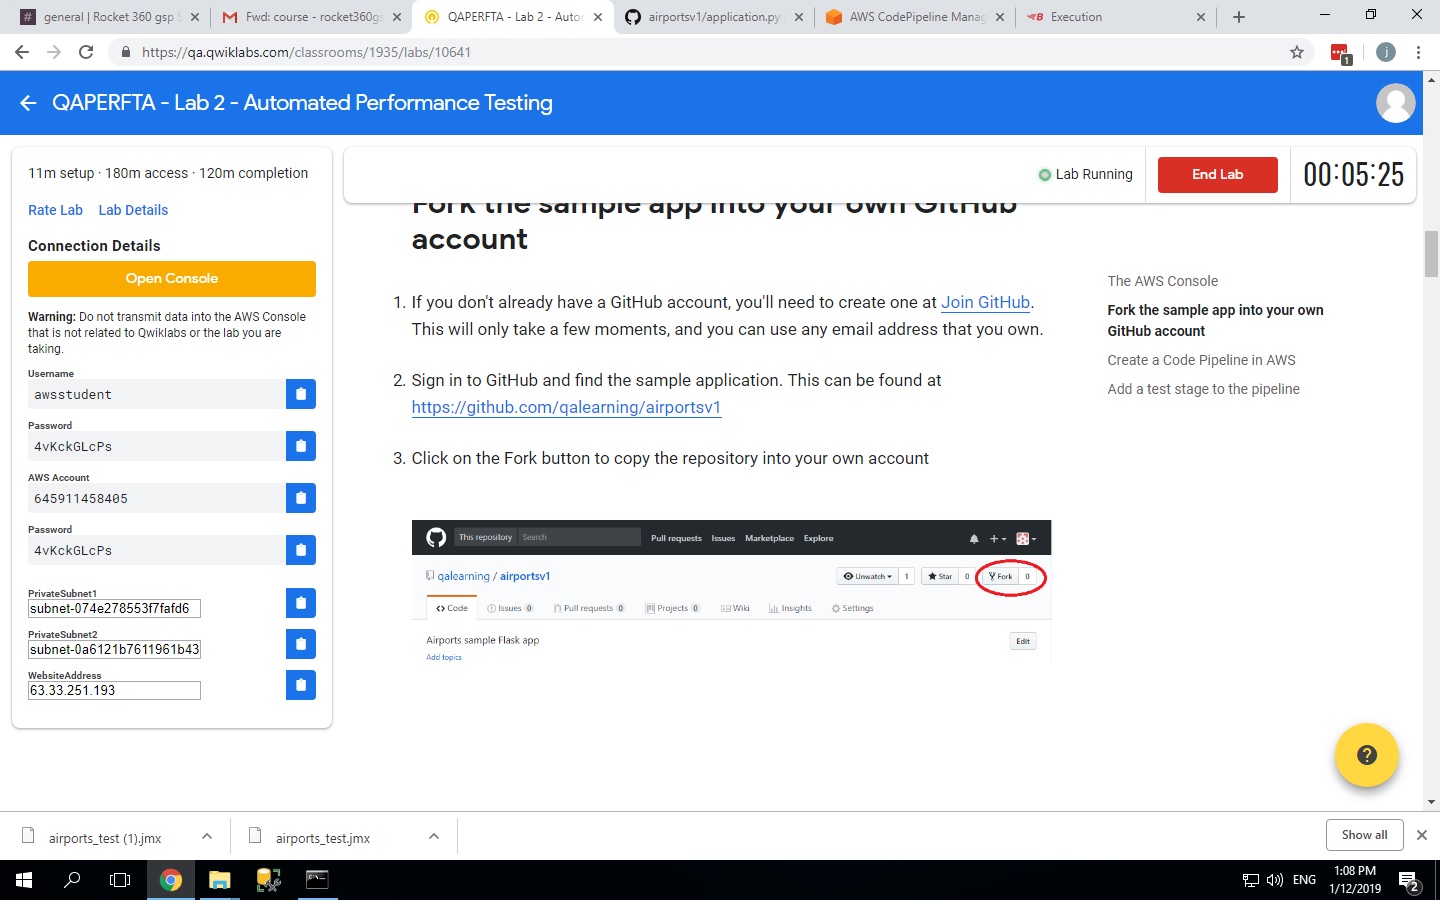 general | Rocket 360 gsp
Fwd: course - rocket360g
QAPERFTA - Lab 2 - Autor
airportsv1/application.py
AWS CodePipeline Manag
Execution
https://qa.qwiklabs.com/classrooms/1935/labs/10641
1
j
QAPERFTA - Lab 2 - Automated Performance Testing
11m setup · 180m access · 120m completion
Rate Lab Lab Details
Connection Details
Open Console
Warning: Do not transmit data into the AWS Console
that is not related to Qwiklabs or the lab you are
taking.
Username
awsstudent
Password
4vKckGLcPs
AWS Account
645911458405
Password
4vKckGLcPs
PrivateSubnet1
subnet-074e278553f7fafd6
PrivateSubnet2
subnet-0a6121b7611961b43
WebsiteAddress
63.33.251.193
Lab Running
End Lab
00:05:25
Fork the sample app into your own GitHub
account
1. If you don't already have a GitHub account, you'll need to create one at Join GitHub.
This will only take a few moments, and you can use any email address that you own.
2. Sign in to GitHub and find the sample application. This can be found at
https://github.com/qalearning/airportsv1
3. Click on the Fork button to copy the repository into your own account
This repository Search Pull requests Issues Marketplace Explore
qalearning / airportsv1
Unwatch 1 Star 0 Fork 0
Code Issues 0 Pull requests 0 Projects 0 Wiki Insights Settings
Airports sample Flask app
Edit
Add topics
The AWS Console
Fork the sample app into your own
GitHub account
Create a Code Pipeline in AWS
Add a test stage to the pipeline
?
airports_test (1).jmx
airports_test.jmx
Show all
ENG
1:08 PM
1/12/2019
2